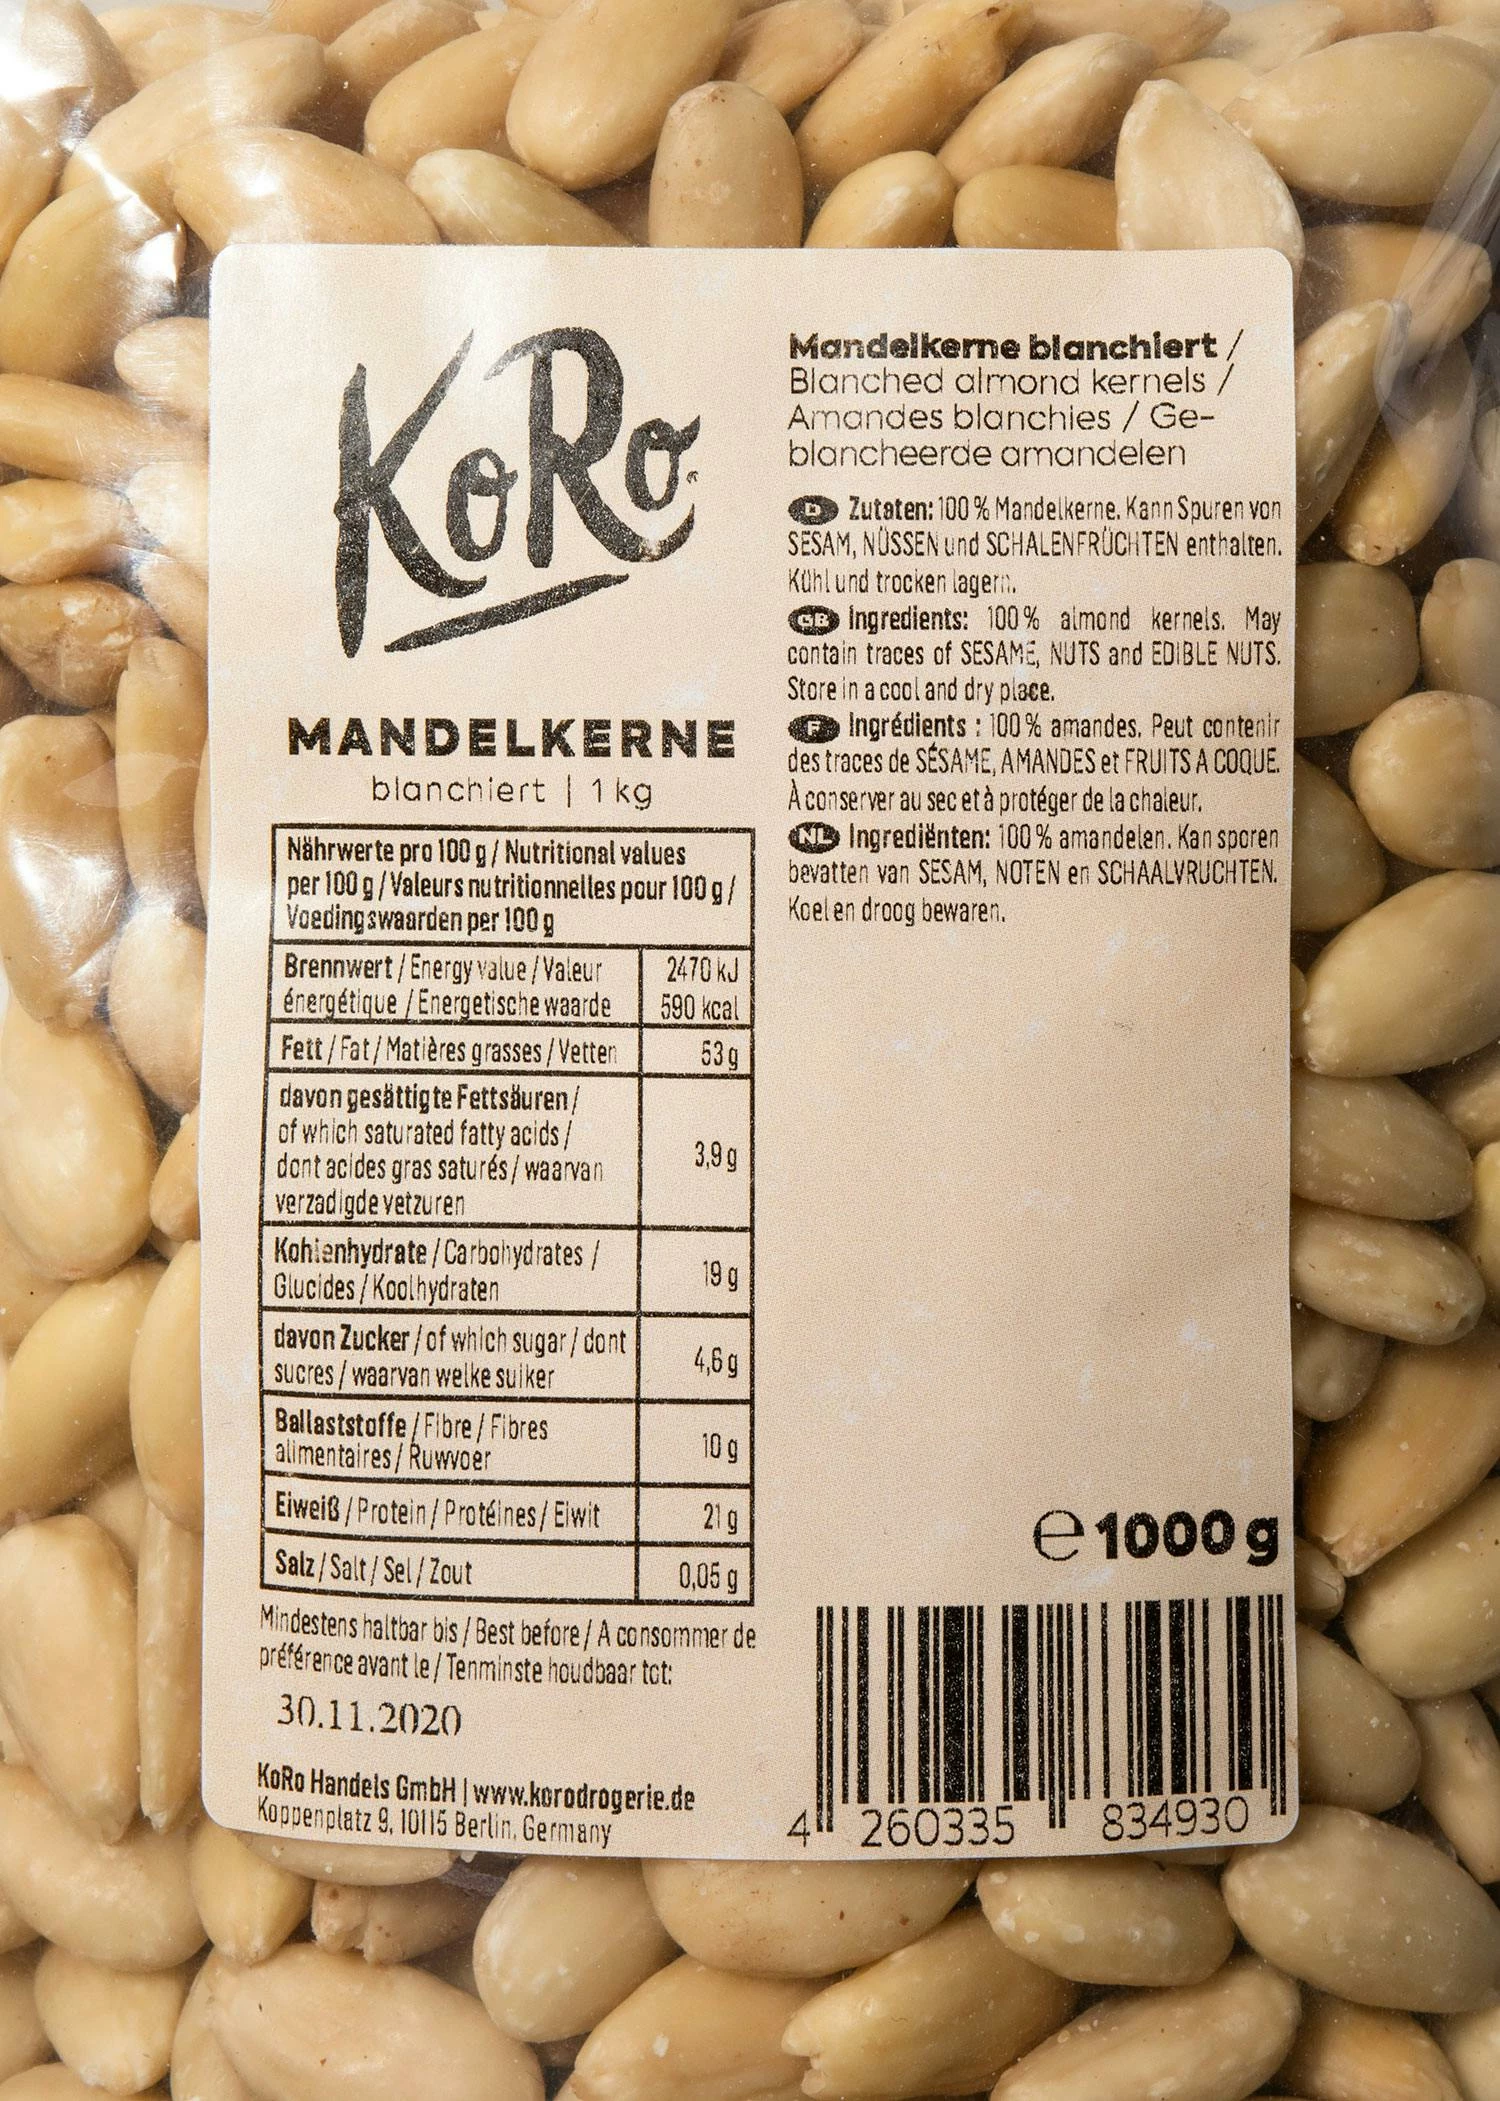 KoRo
MANDELKERNE
blanchiert | 1 kg
Nährwerte pro 100 g / Nutritional values
per 100 g / Valeurs nutritionnelles pour 100 g /
Voedingswaarden per 100 g
Brennwert / Energy value / Valeur
énergétique / Energetische waarde
2470 kJ
590 kcal
Fett / Fat / Matières grasses / Vetten
53 g
davon gesättigte Fettsäuren /
of which saturated fatty acids /
dont acides gras saturés / waarvan
verzadigde vetzuren
3,9 g
Kohlenhydrate / Carbohydrates /
Glucides / Koolhydraten
19 g
davon Zucker / of which sugar / dont
sucres / waarvan welke suiker
4,6 g
Ballaststoffe / Fibre / Fibres
alimentaires / Ruwvoer
10 g
Eiweiß / Protein / Protéines / Eiwit
21 g
Salz / Salt / Sel / Zout
0,05 g
Mindestens haltbar bis / Best before / A consommer de
préférence avant le / Tenminste houdbaar tot:
30.11.2020
KoRo Handels GmbH | www.korodrogerie.de
Koppenplatz 9, 10115 Berlin, Germany
Mandelkerne blanchiert /
Blanched almond kernels /
Amandes blanchies / Ge-
blancheerde amandelen
D Zutaten: 100 % Mandelkerne. Kann Spuren von
SESAM, NÜSSEN und SCHALENFRÜCHTEN enthalten.
Kühl und trocken lagern.
GB Ingredients: 100 % almond kernels. May
contain traces of SESAME, NUTS and EDIBLE NUTS.
Store in a cool and dry place.
F Ingrédients : 100 % amandes. Peut contenir
des traces de SÉSAME, AMANDES et FRUITS A COQUE.
À conserver au sec et à protéger de la chaleur.
NL Ingrediënten: 100 % amandelen. Kan sporen
bevatten van SESAM, NOTEN en SCHAALVRUCHTEN.
Koel en droog bewaren.
e 1000 g
4 260335 834930